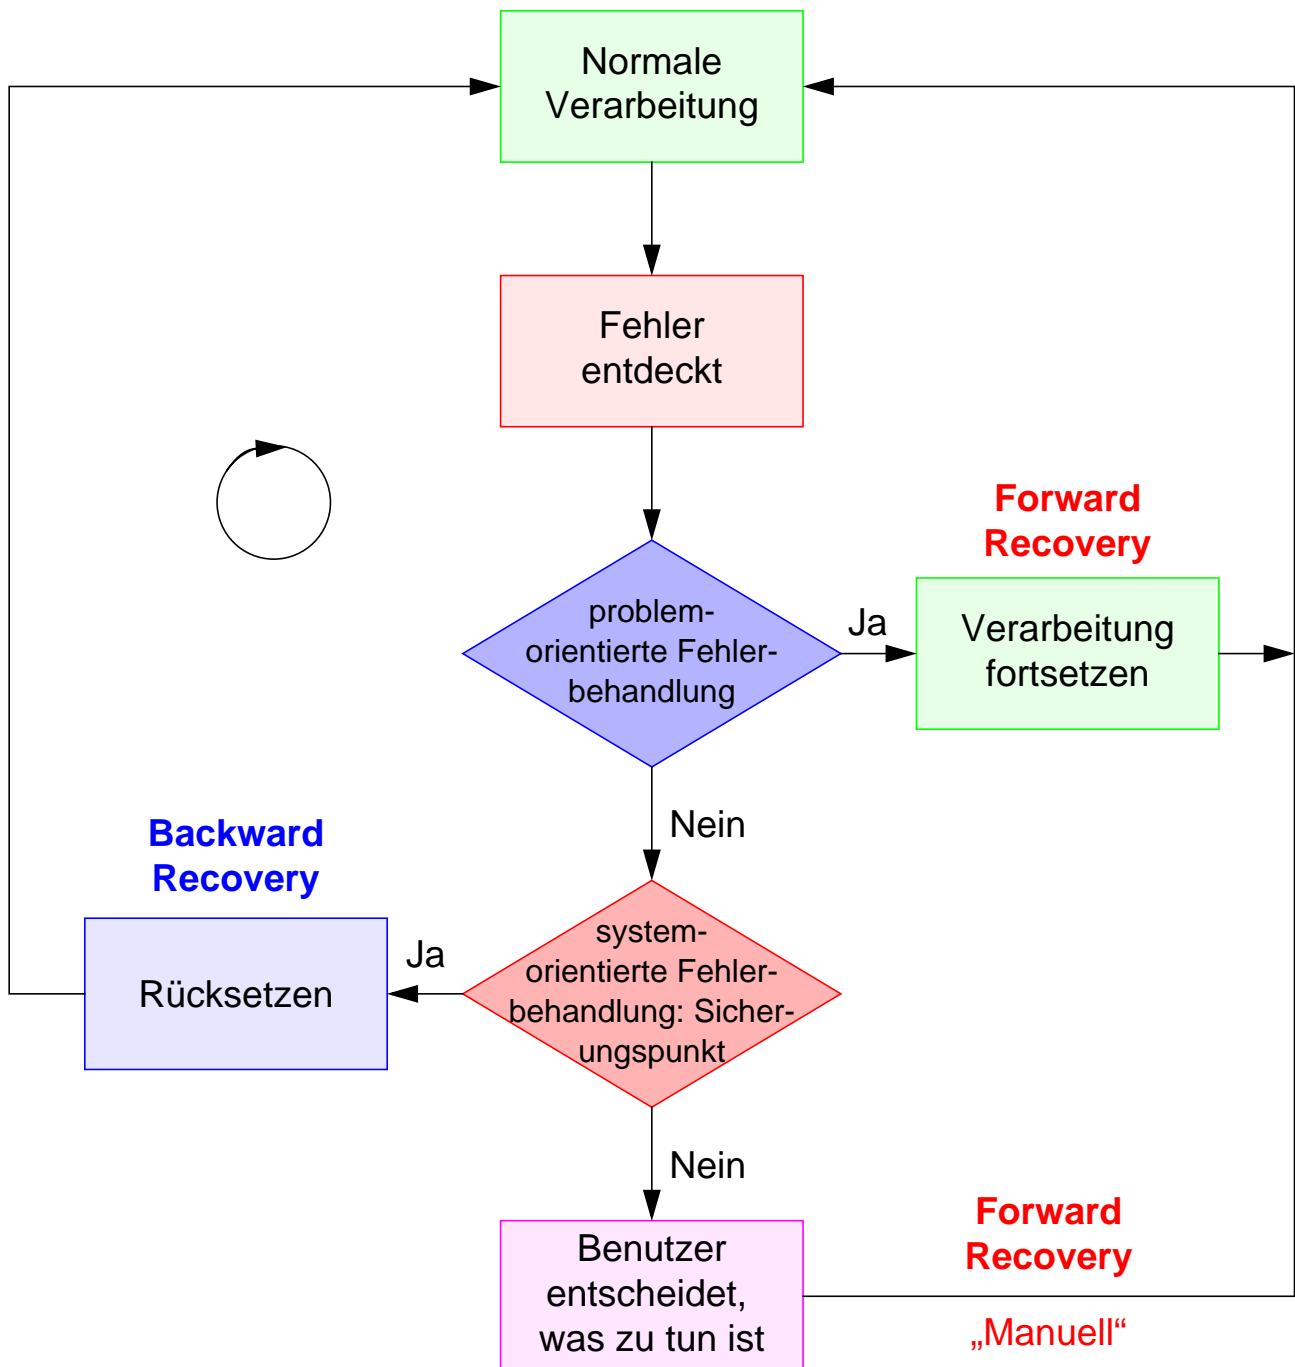 Normale
Verarbeitung
Fehler
entdeckt
Forward
Recovery
problem-
orientierte Fehler-
behandlung
Ja
Verarbeitung
fortsetzen
Nein
Backward
Recovery
system-
orientierte Fehler-
behandlung: Sicher-
ungspunkt
Ja
Rücksetzen
Nein
Benutzer
entscheidet,
was zu tun ist
Forward
Recovery
„Manuell“